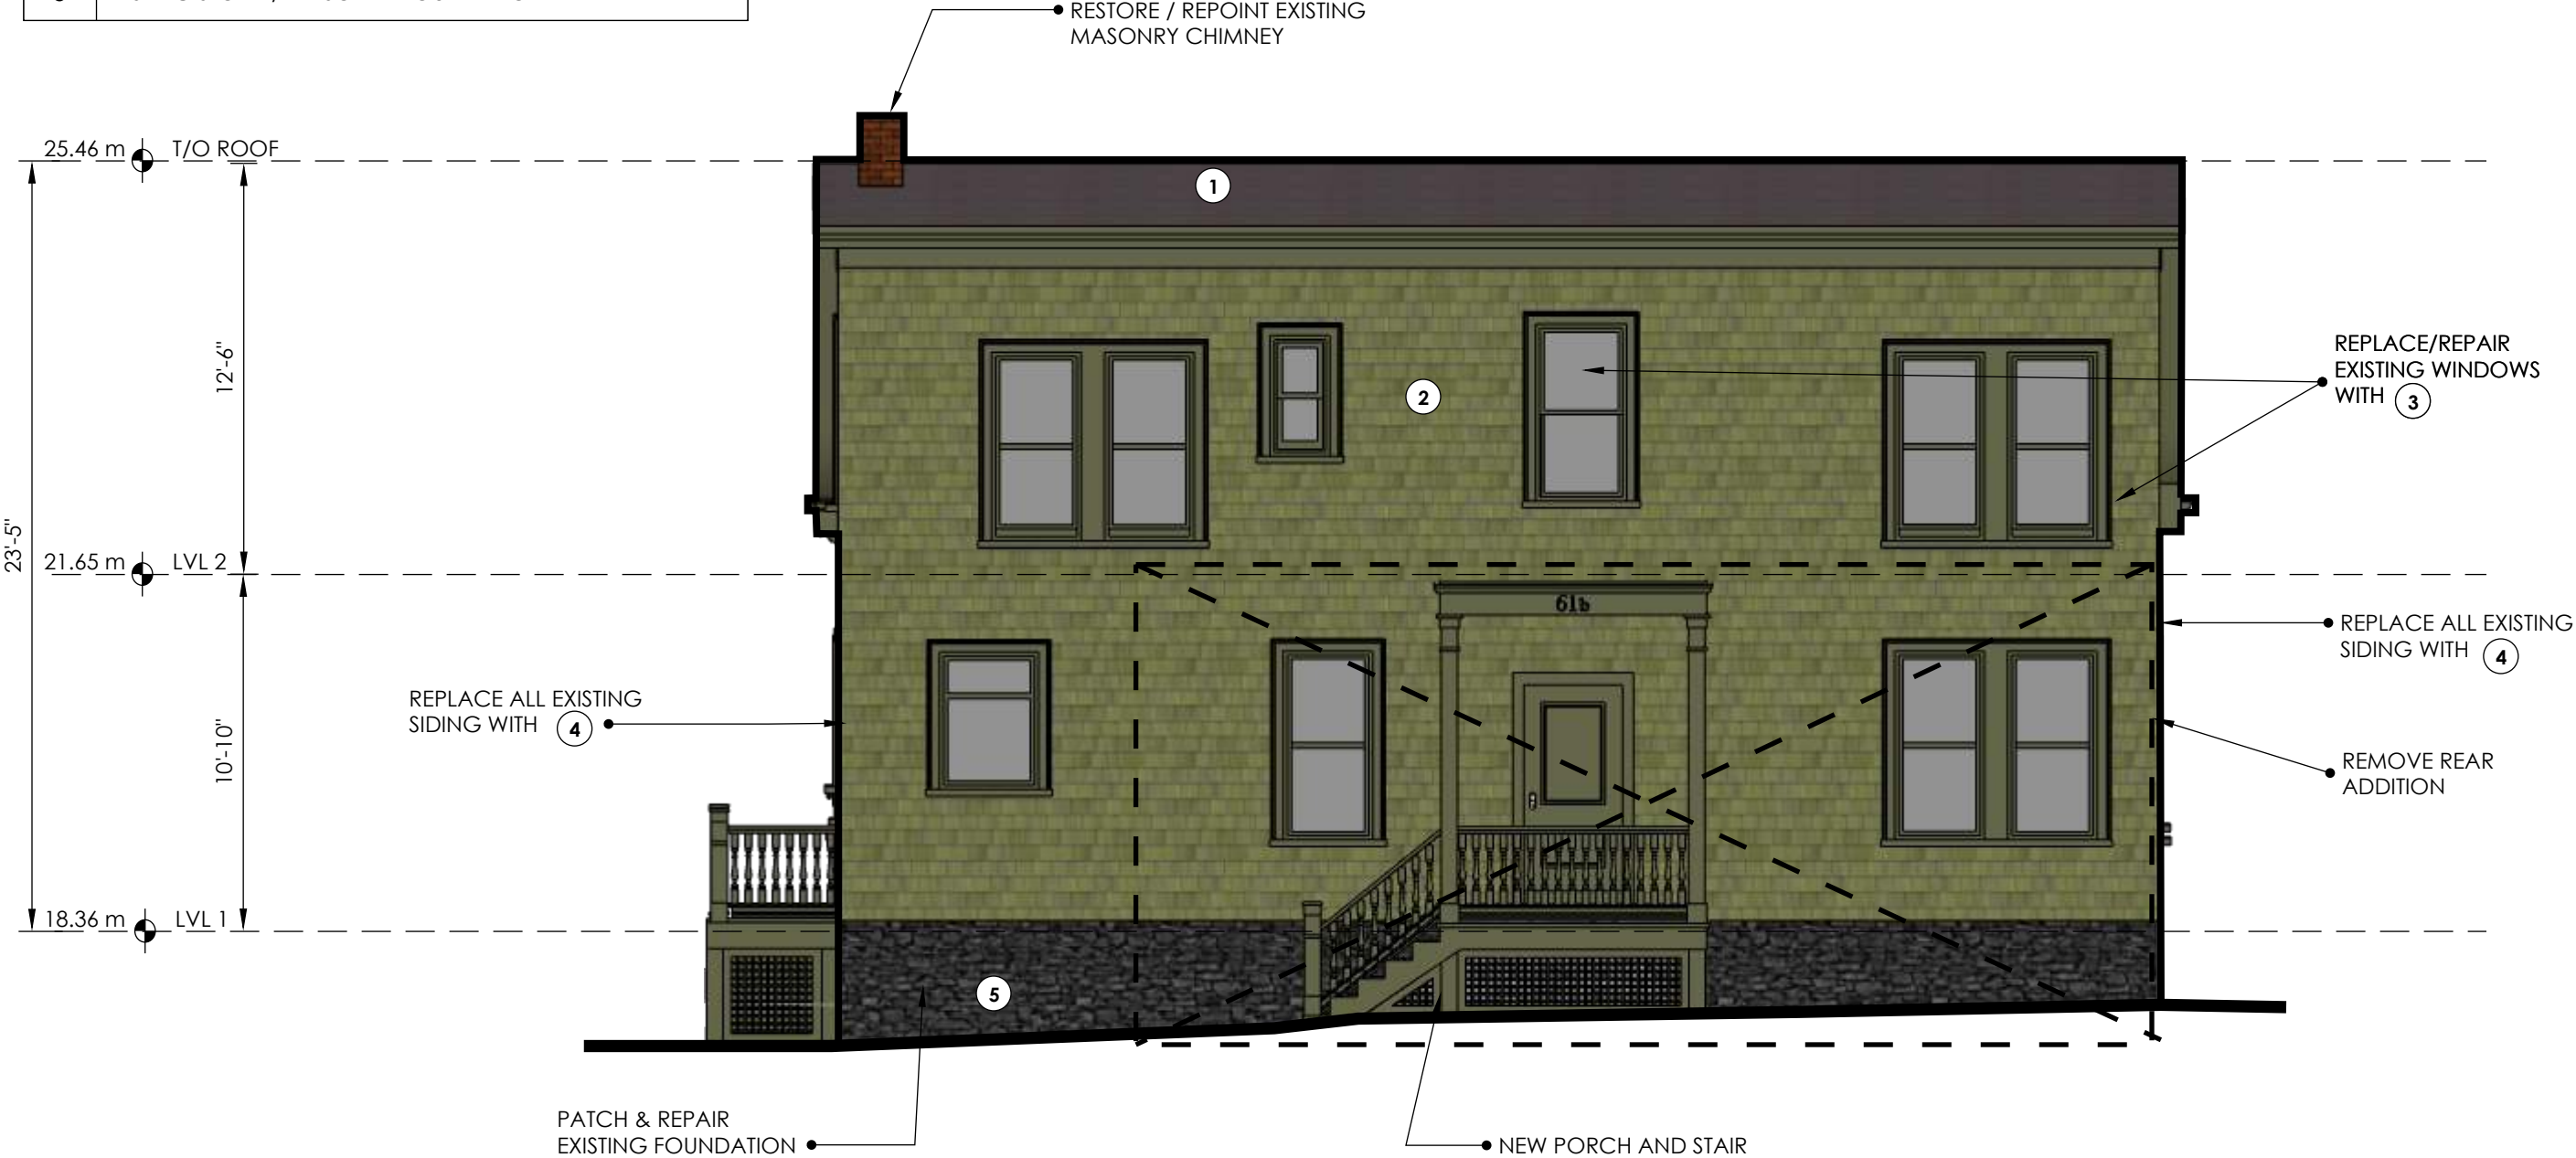 RESTORE / REPOINT EXISTING
MASONRY CHIMNEY
25.46 m T/O ROOF
1
12'-6"
REPLACE/REPAIR
EXISTING WINDOWS
WITH 3
2
23'-5"
21.65 m LVL 2
61b
REPLACE ALL EXISTING
SIDING WITH 4
REPLACE ALL EXISTING
SIDING WITH 4
10'-10"
REMOVE REAR
ADDITION
18.36 m LVL 1
5
PATCH & REPAIR
EXISTING FOUNDATION
NEW PORCH AND STAIR